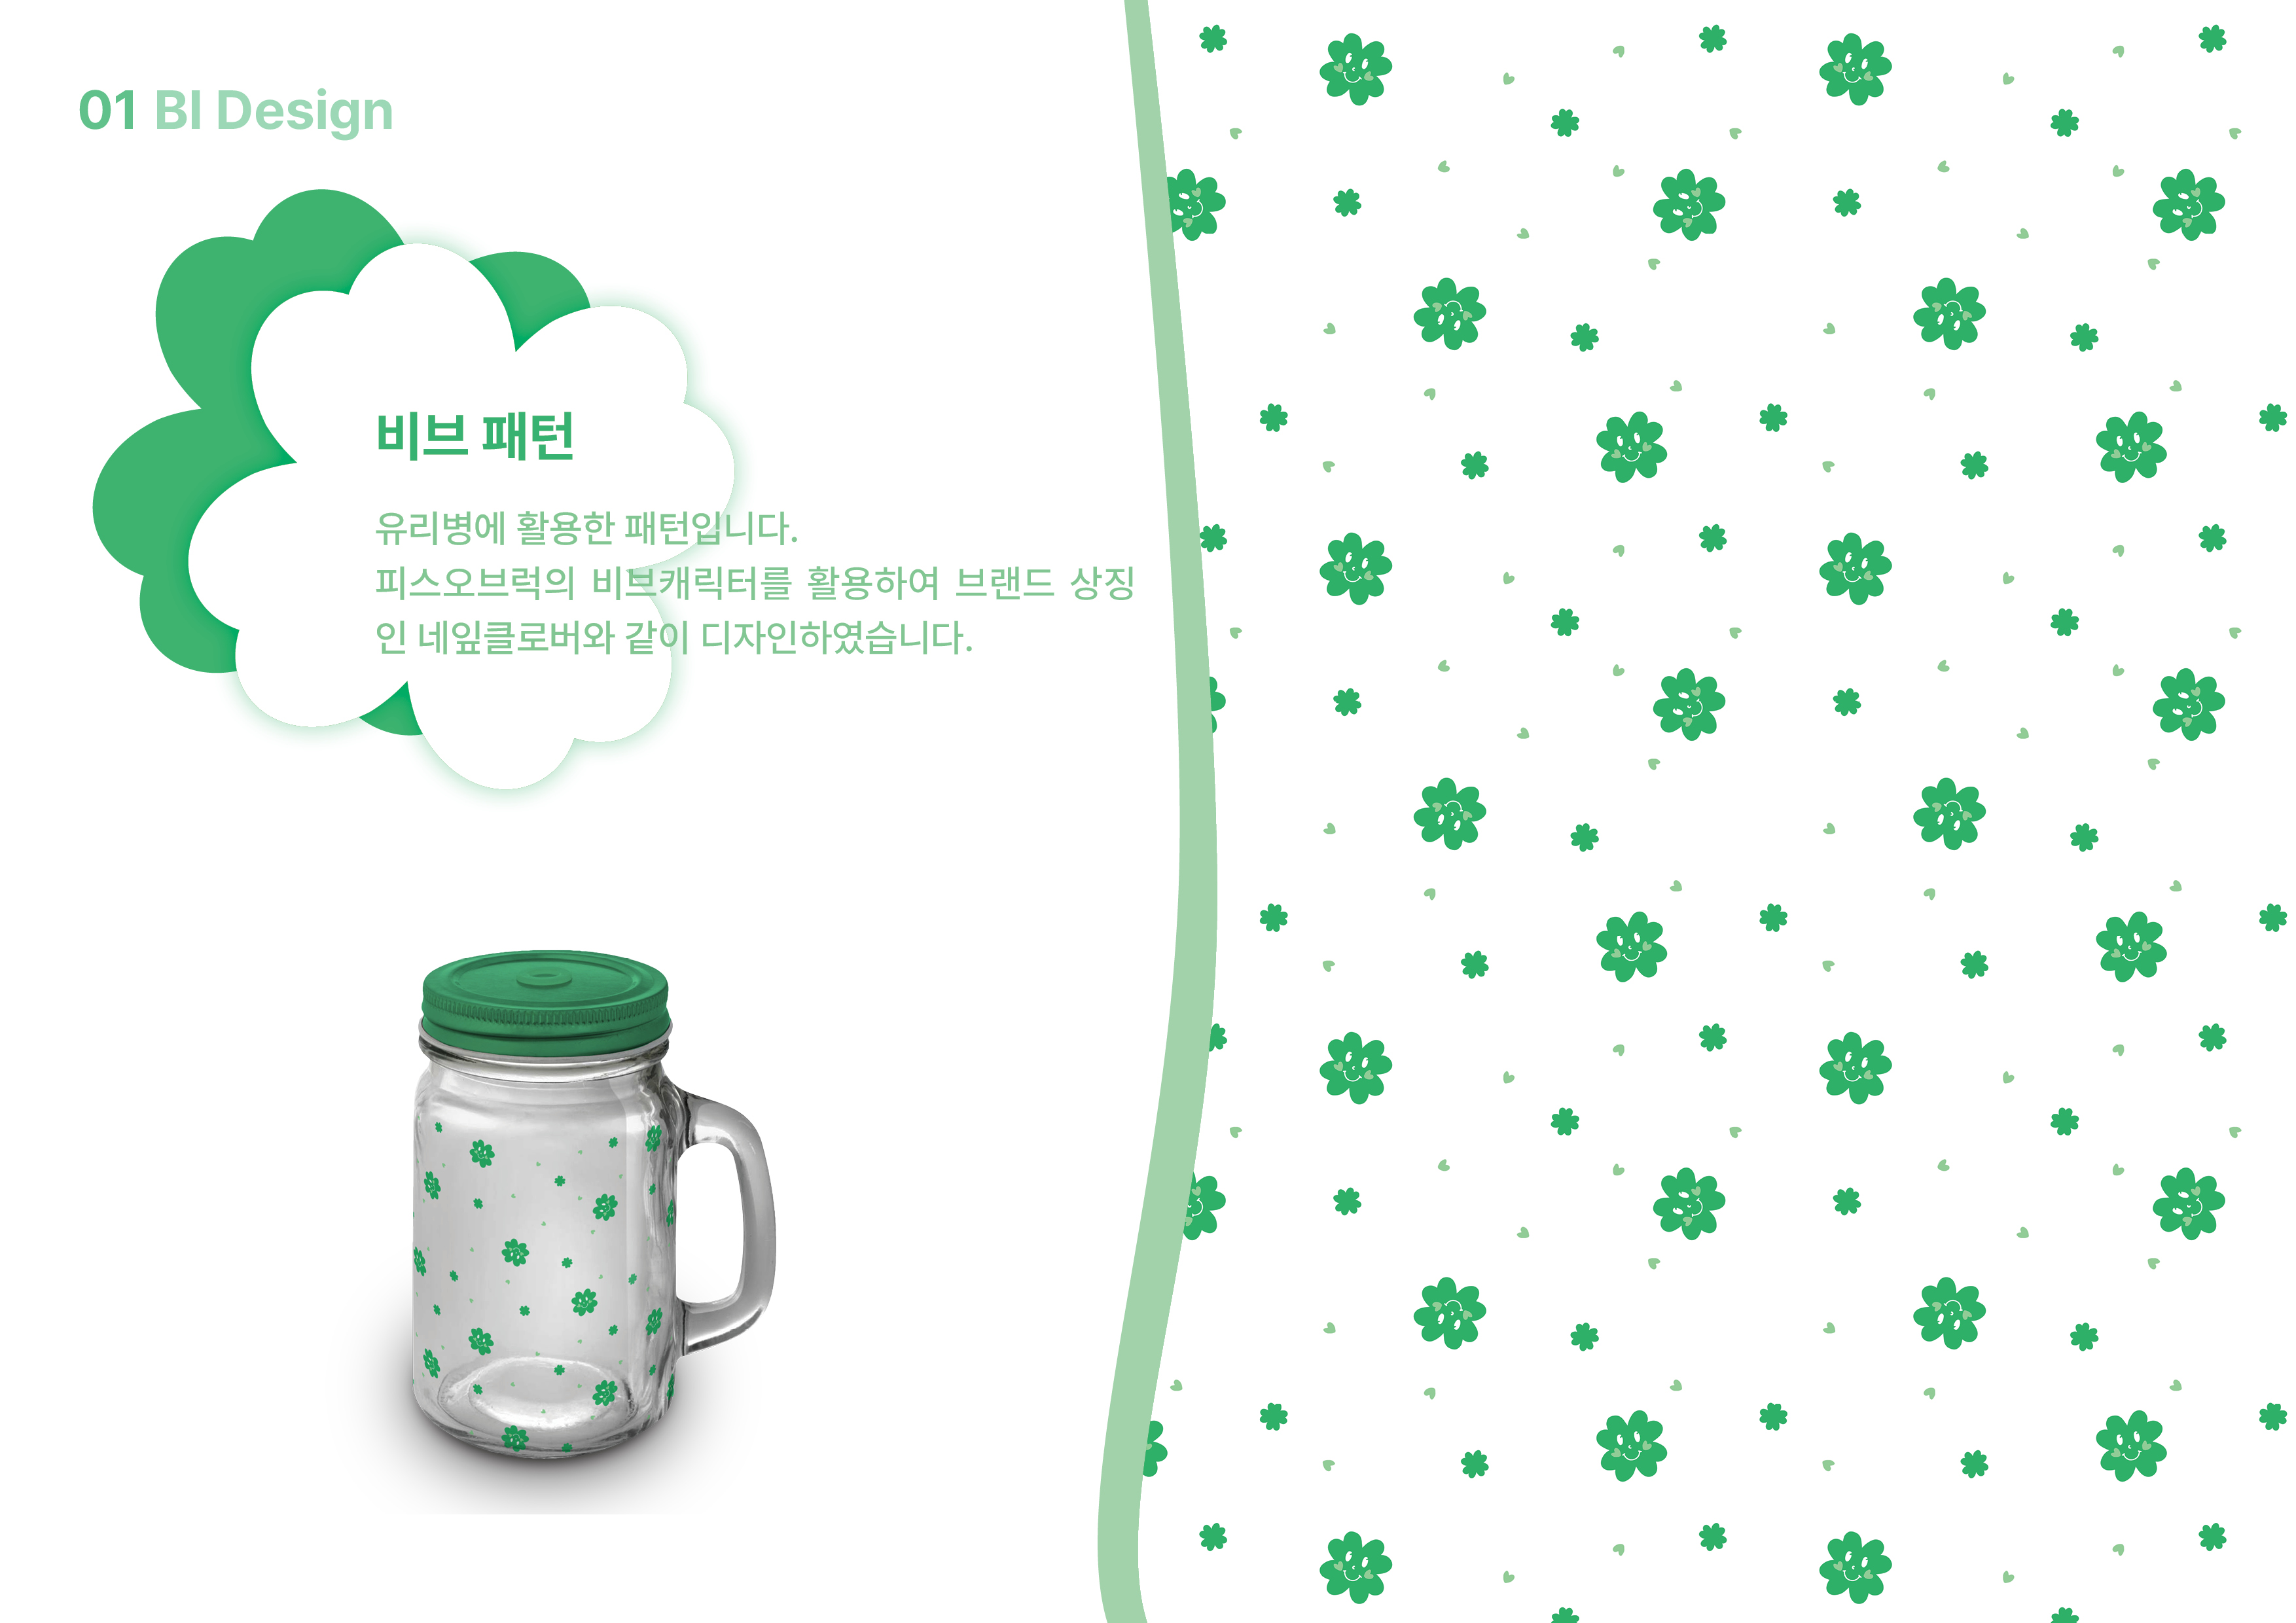 01 BI Design
비브 패턴
유리병에 활용한 패턴입니다.
피스오브럭의 비브캐릭터를 활용하여 브랜드 상징
인 네잎클로버와 같이 디자인하였습니다.